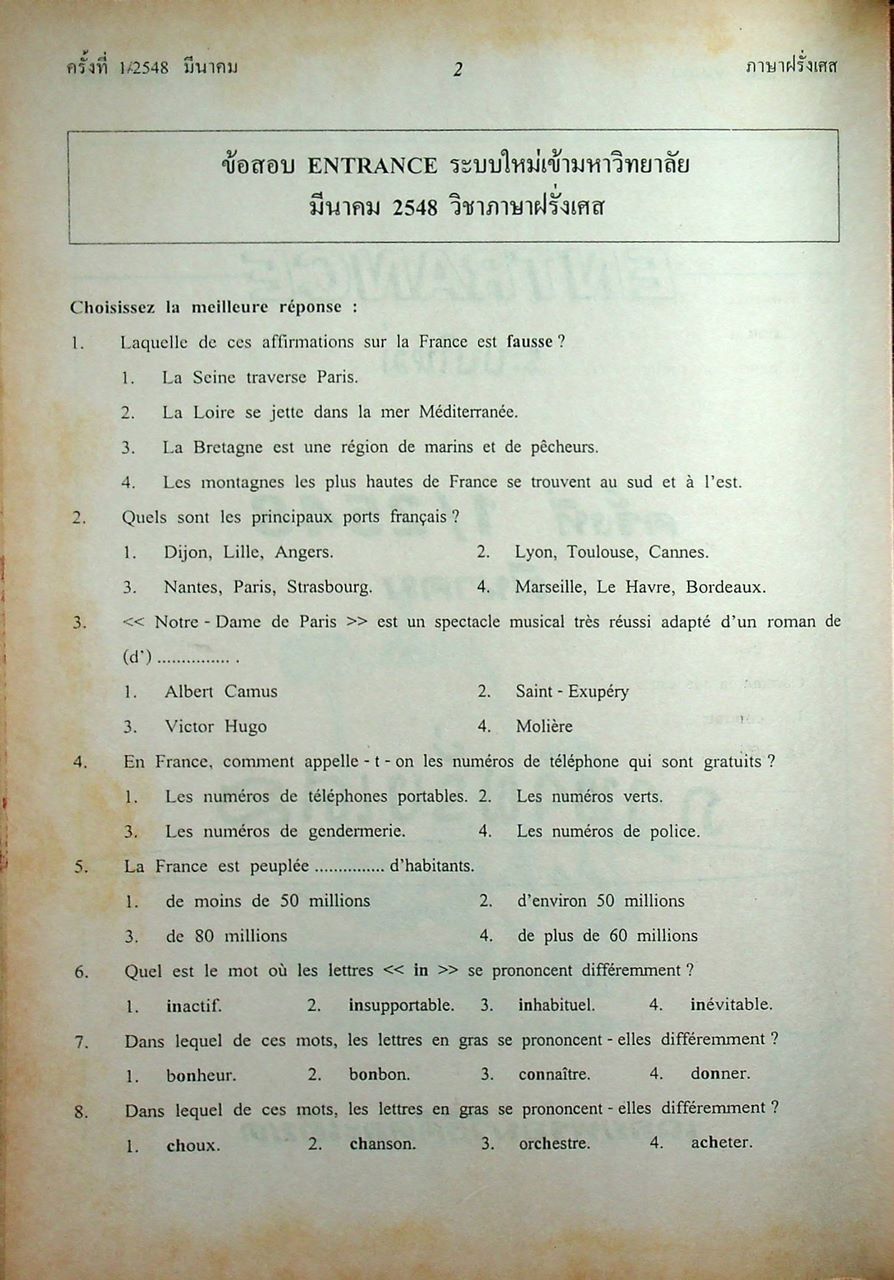 ครั้งที่ 1/2548 มีนาคม 2 ภาษาฝรั่งเศส
ข้อสอบ ENTRANCE ระบบใหม่เข้ามหาวิทยาลัย
มีนาคม 2548 วิชาภาษาฝรั่งเศส
Choisissez la meilleure réponse :
1. Laquelle de ces affirmations sur la France est fausse ?
1. La Seine traverse Paris.
2. La Loire se jette dans la mer Méditerranée.
3. La Bretagne est une région de marins et de pêcheurs.
4. Les montagnes les plus hautes de France se trouvent au sud et à l'est.
2. Quels sont les principaux ports français ?
1. Dijon, Lille, Angers. 2. Lyon, Toulouse, Cannes.
3. Nantes, Paris, Strasbourg. 4. Marseille, Le Havre, Bordeaux.
3. << Notre - Dame de Paris >> est un spectacle musical très réussi adapté d'un roman de
(d') ............... .
1. Albert Camus 2. Saint - Exupéry
3. Victor Hugo 4. Molière
4. En France, comment appelle - t - on les numéros de téléphone qui sont gratuits ?
1. Les numéros de téléphones portables. 2. Les numéros verts.
3. Les numéros de gendermerie. 4. Les numéros de police.
5. La France est peuplée ............... d'habitants.
1. de moins de 50 millions 2. d'environ 50 millions
3. de 80 millions 4. de plus de 60 millions
6. Quel est le mot où les lettres << in >> se prononcent différemment ?
1. inactif. 2. insupportable. 3. inhabituel. 4. inévitable.
7. Dans lequel de ces mots, les lettres en gras se prononcent - elles différemment ?
1. bonheur. 2. bonbon. 3. connaître. 4. donner.
8. Dans lequel de ces mots, les lettres en gras se prononcent - elles différemment ?
1. choux. 2. chanson. 3. orchestre. 4. acheter.